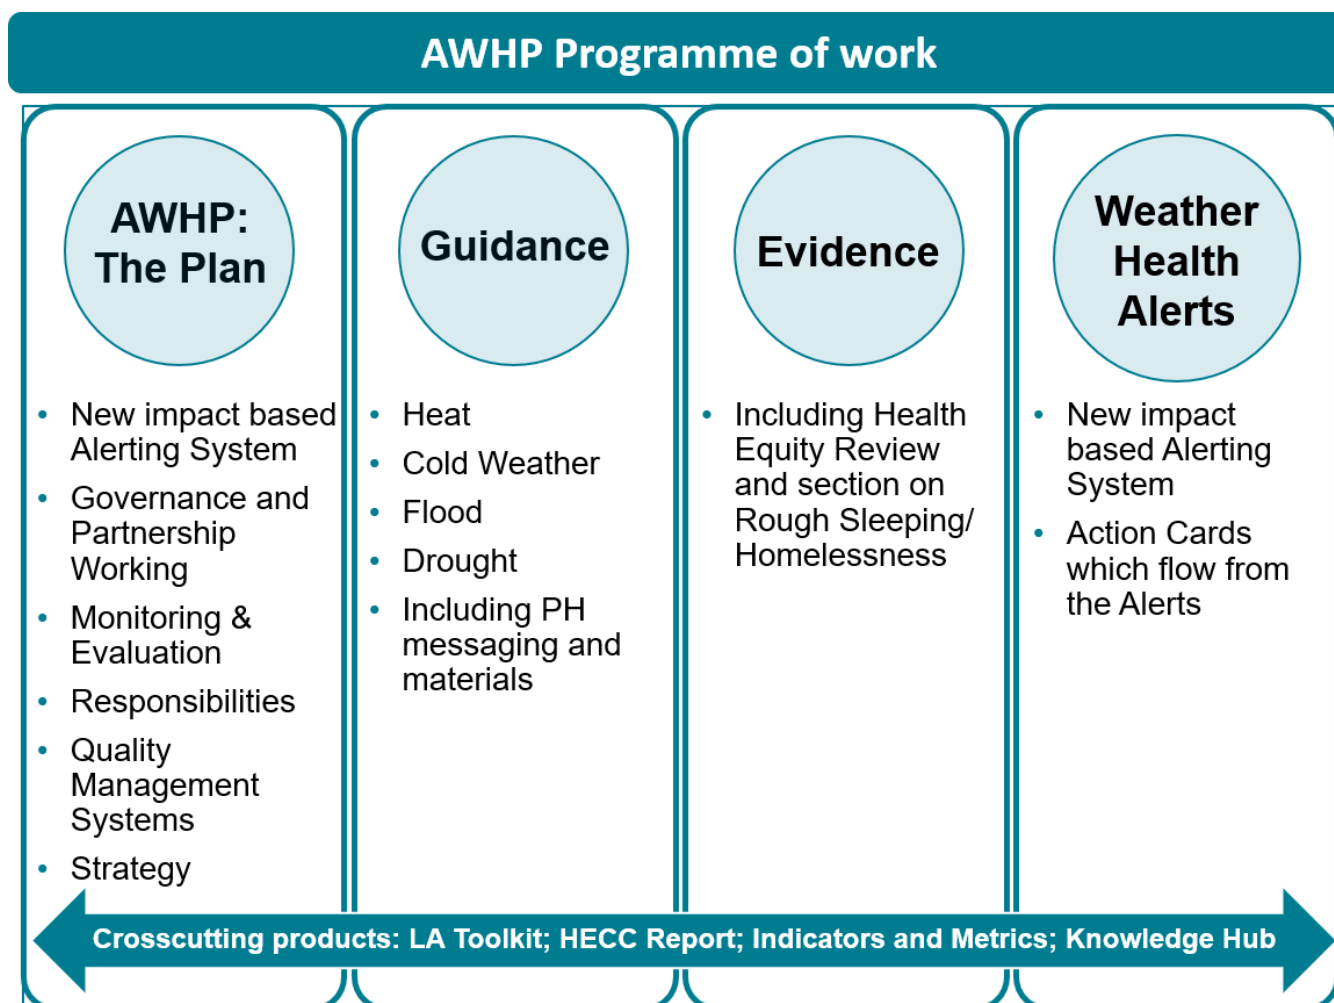 AWHP Programme of work
AWHP:
The Plan
• New impact based
Alerting System
• Governance and
Partnership
Working
• Monitoring &
Evaluation
• Responsibilities
• Quality
Management
Systems
• Strategy
Guidance
• Heat
• Cold Weather
• Flood
• Drought
• Including PH
messaging and
materials
Evidence
• Including Health
Equity Review
and section on
Rough Sleeping/
Homelessness
Weather
Health
Alerts
• New impact
based Alerting
System
• Action Cards
which flow from
the Alerts
Crosscutting products: LA Toolkit; HECC Report; Indicators and Metrics; Knowledge Hub